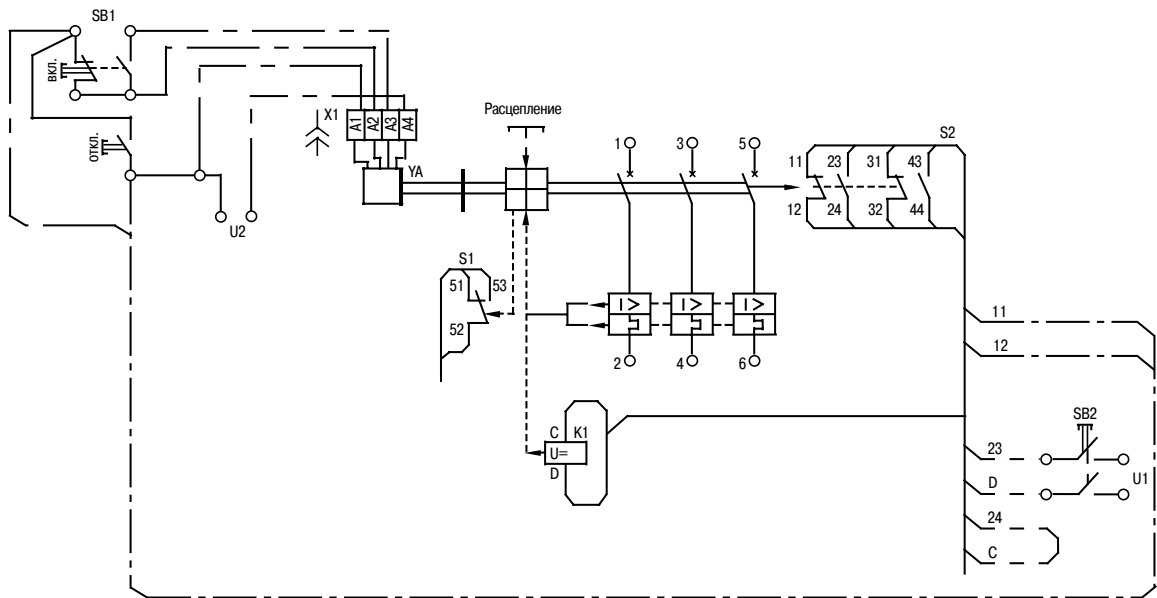 SB1
ВКЛ.
ОТКЛ.
X1
A1 A2 A3 A4
YA
U2
Расцепление
1 3 5
S2
11 23 31 43
12 24 32 44
S1
51 53
52
I > I > I >
2 4 6
C K1
U=
D
11
12
SB2
23
D
U1
24
C